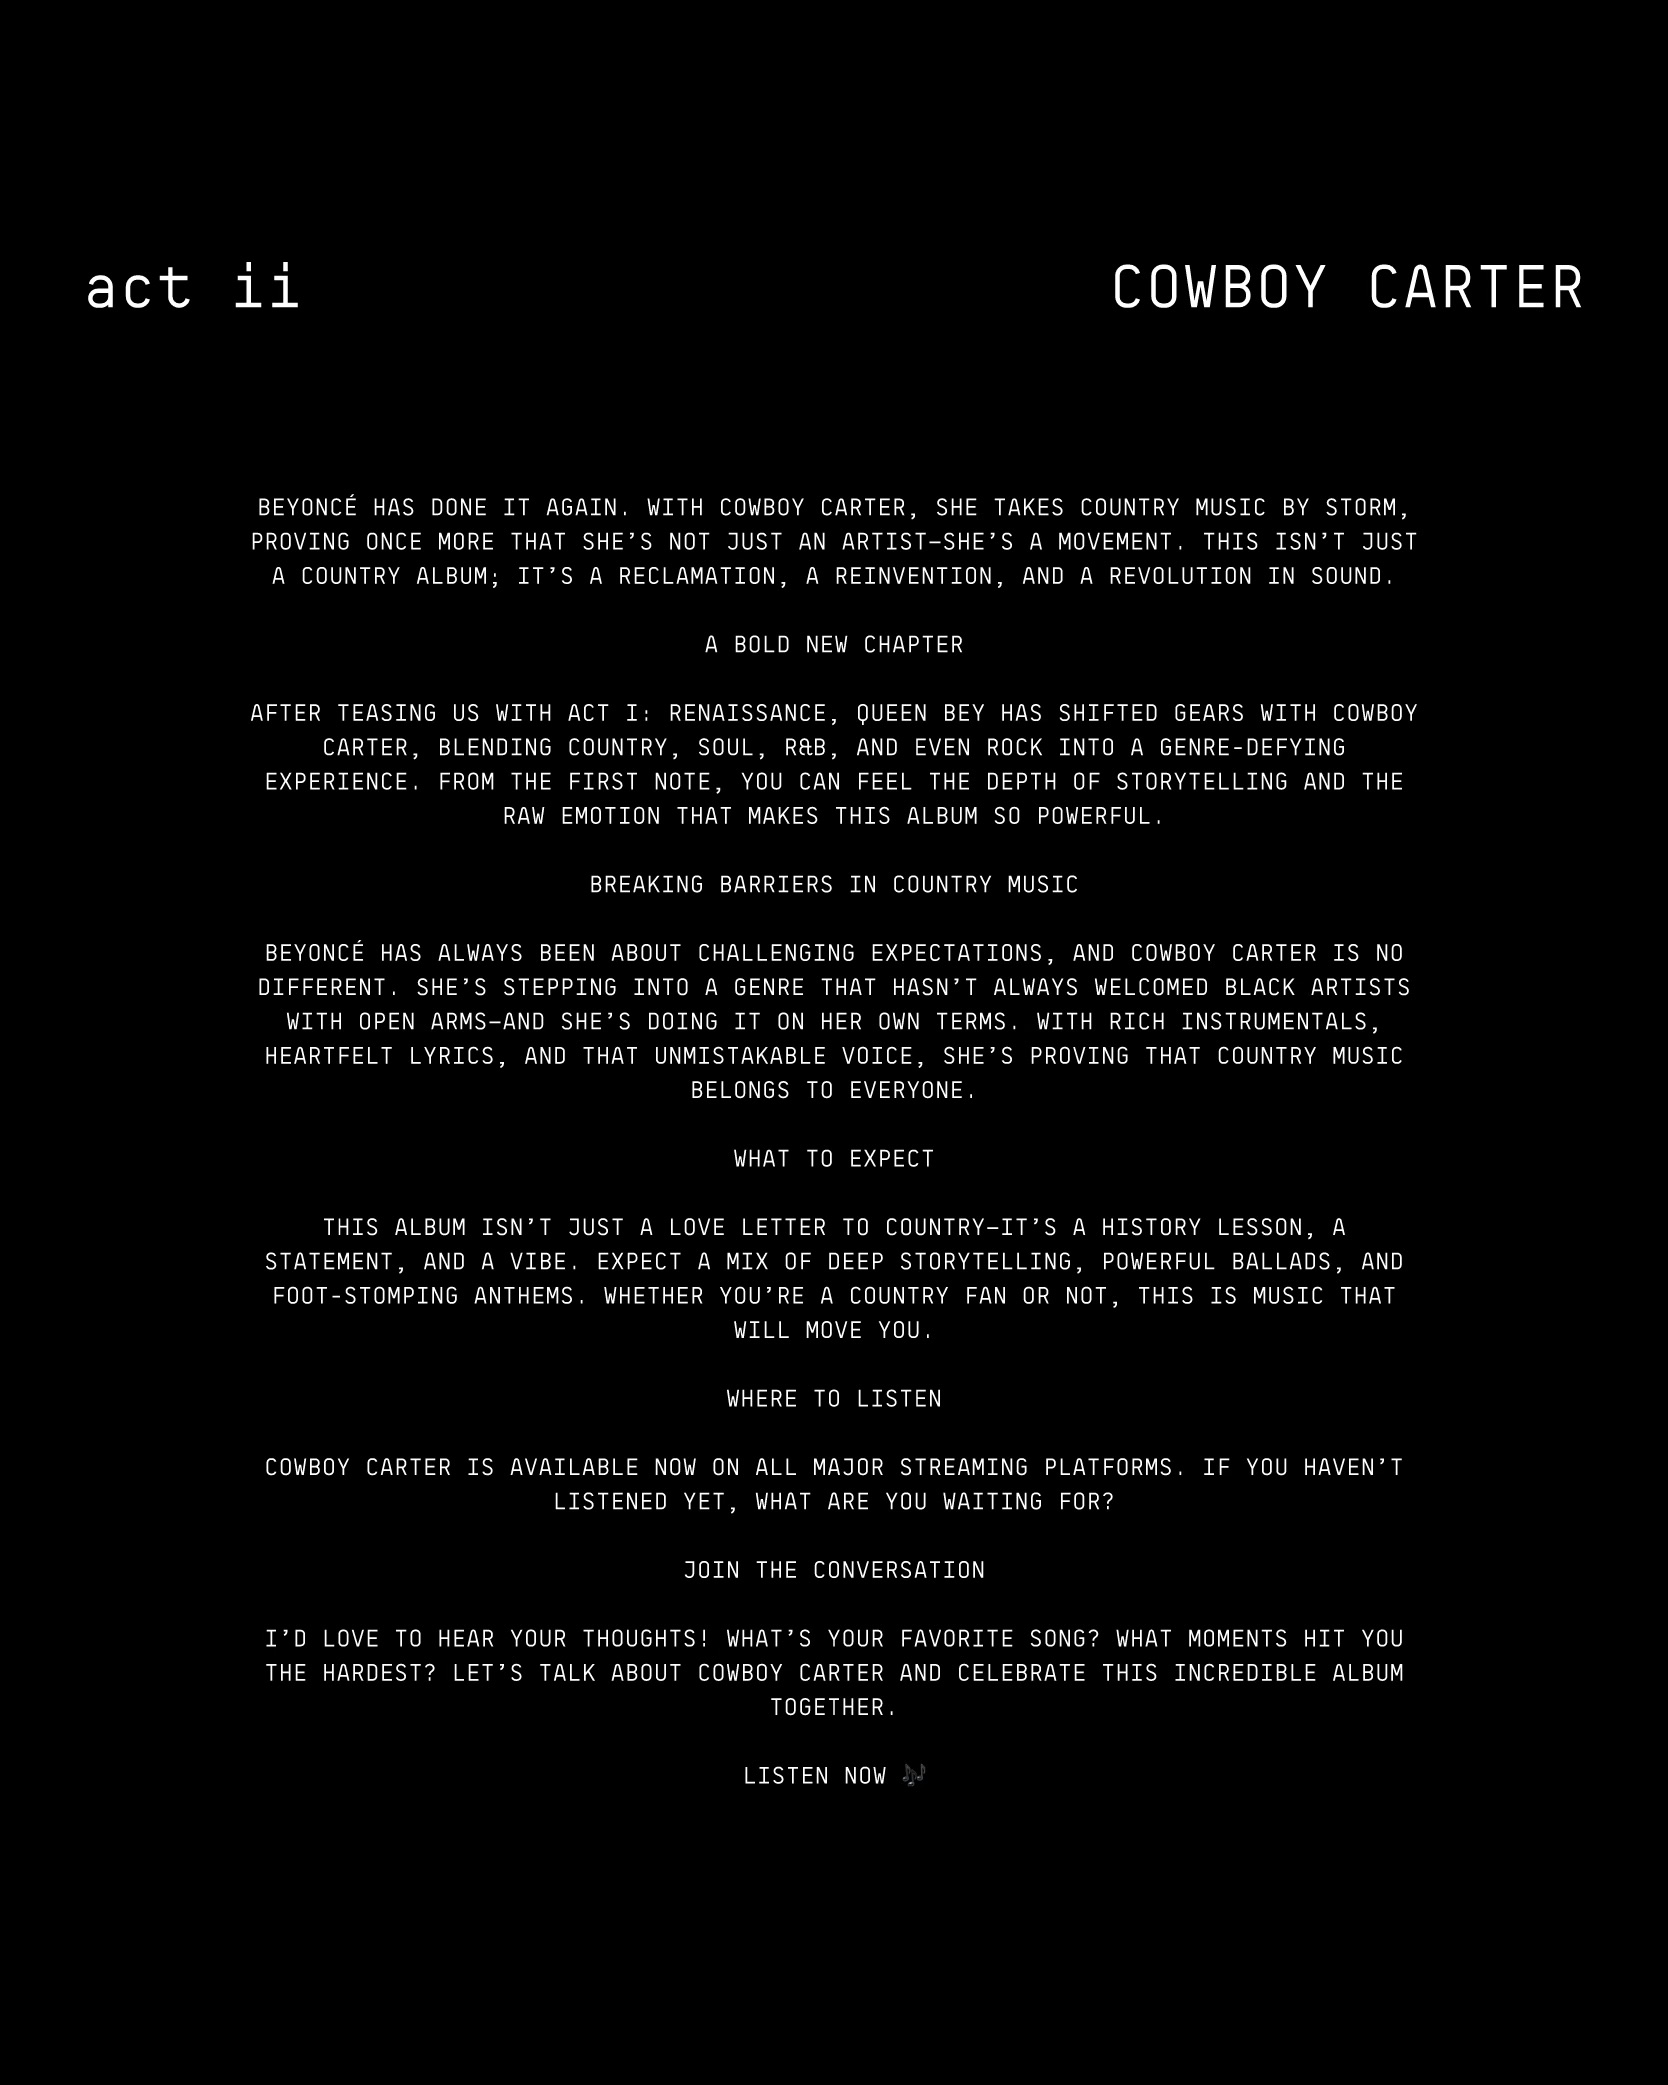 act ii
COWBOY CARTER
BEYONCÉ HAS DONE IT AGAIN. WITH COWBOY CARTER, SHE TAKES COUNTRY MUSIC BY STORM,
PROVING ONCE MORE THAT SHE’S NOT JUST AN ARTIST—SHE’S A MOVEMENT. THIS ISN’T JUST
A COUNTRY ALBUM; IT’S A RECLAMATION, A REINVENTION, AND A REVOLUTION IN SOUND.
A BOLD NEW CHAPTER
AFTER TEASING US WITH ACT I: RENAISSANCE, QUEEN BEY HAS SHIFTED GEARS WITH COWBOY
CARTER, BLENDING COUNTRY, SOUL, R&B, AND EVEN ROCK INTO A GENRE-DEFYING
EXPERIENCE. FROM THE FIRST NOTE, YOU CAN FEEL THE DEPTH OF STORYTELLING AND THE
RAW EMOTION THAT MAKES THIS ALBUM SO POWERFUL.
BREAKING BARRIERS IN COUNTRY MUSIC
BEYONCÉ HAS ALWAYS BEEN ABOUT CHALLENGING EXPECTATIONS, AND COWBOY CARTER IS NO
DIFFERENT. SHE’S STEPPING INTO A GENRE THAT HASN’T ALWAYS WELCOMED BLACK ARTISTS
WITH OPEN ARMS—AND SHE’S DOING IT ON HER OWN TERMS. WITH RICH INSTRUMENTALS,
HEARTFELT LYRICS, AND THAT UNMISTAKABLE VOICE, SHE’S PROVING THAT COUNTRY MUSIC
BELONGS TO EVERYONE.
WHAT TO EXPECT
THIS ALBUM ISN’T JUST A LOVE LETTER TO COUNTRY—IT’S A HISTORY LESSON, A
STATEMENT, AND A VIBE. EXPECT A MIX OF DEEP STORYTELLING, POWERFUL BALLADS, AND
FOOT-STOMPING ANTHEMS. WHETHER YOU’RE A COUNTRY FAN OR NOT, THIS IS MUSIC THAT
WILL MOVE YOU.
WHERE TO LISTEN
COWBOY CARTER IS AVAILABLE NOW ON ALL MAJOR STREAMING PLATFORMS. IF YOU HAVEN’T
LISTENED YET, WHAT ARE YOU WAITING FOR?
JOIN THE CONVERSATION
I’D LOVE TO HEAR YOUR THOUGHTS! WHAT’S YOUR FAVORITE SONG? WHAT MOMENTS HIT YOU
THE HARDEST? LET’S TALK ABOUT COWBOY CARTER AND CELEBRATE THIS INCREDIBLE ALBUM
TOGETHER.
LISTEN NOW 🎶